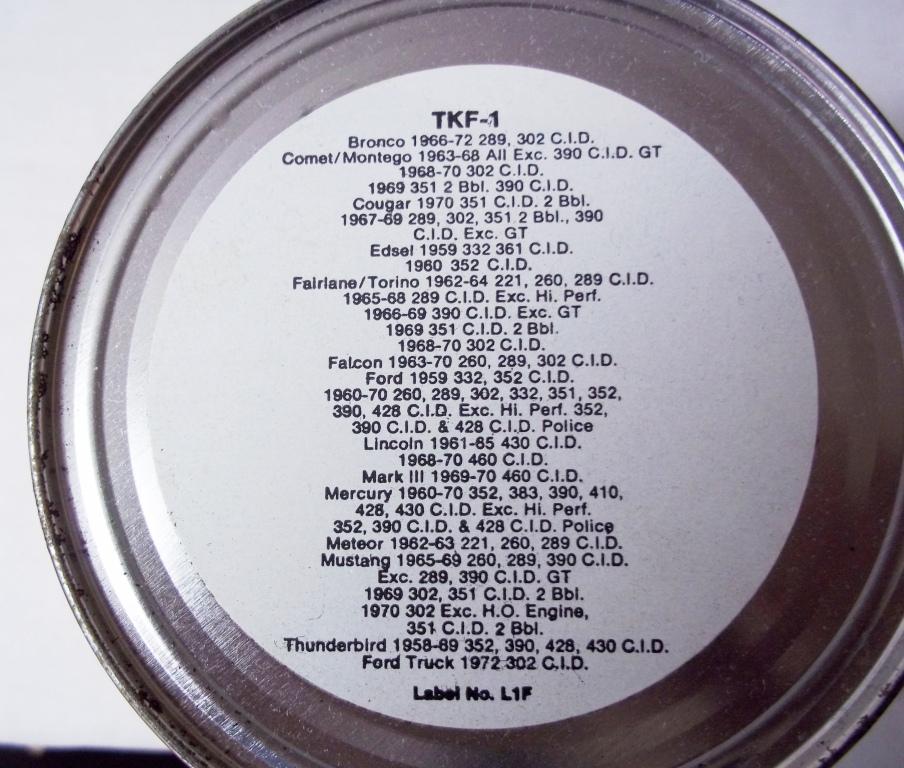 TKF-1
Bronco 1966-72 289, 302 C.I.D.
Comet/Montego 1963-68 All Exc. 390 C.I.D. GT
1968-70 302 C.I.D.
1969 351 2 Bbl. 390 C.I.D.
Cougar 1970 351 C.I.D. 2 Bbl.
1967-69 289, 302, 351 2 Bbl., 390
C.I.D. Exc. GT
Edsel 1959 332 361 C.I.D.
1960 352 C.I.D.
Fairlane/Torino 1962-64 221, 260, 289 C.I.D.
1965-68 289 C.I.D. Exc. Hi. Perf.
1966-69 390 C.I.D. Exc. GT
1969 351 C.I.D. 2 Bbl.
1968-70 302 C.I.D.
Falcon 1963-70 260, 289, 302 C.I.D.
Ford 1959 332, 352 C.I.D.
1960-70 260, 289, 302, 332, 351, 352,
390, 428 C.I.D. Exc. Hi. Perf. 352,
390 C.I.D. & 428 C.I.D. Police
Lincoln 1961-65 430 C.I.D.
1968-70 460 C.I.D.
Mark III 1969-70 460 C.I.D.
Mercury 1960-70 352, 383, 390, 410,
428, 430 C.I.D. Exc. Hi. Perf.
352, 390 C.I.D. & 428 C.I.D. Police
Meteor 1962-63 221, 260, 289 C.I.D.
Mustang 1965-69 260, 289, 390 C.I.D.
Exc. 289, 390 C.I.D. GT
1969 302, 351 C.I.D. 2 Bbl.
1970 302 Exc. H.O. Engine,
351 C.I.D. 2 Bbl.
Thunderbird 1958-69 352, 390, 428, 430 C.I.D.
Ford Truck 1972 302 C.I.D.
Label No. L1F